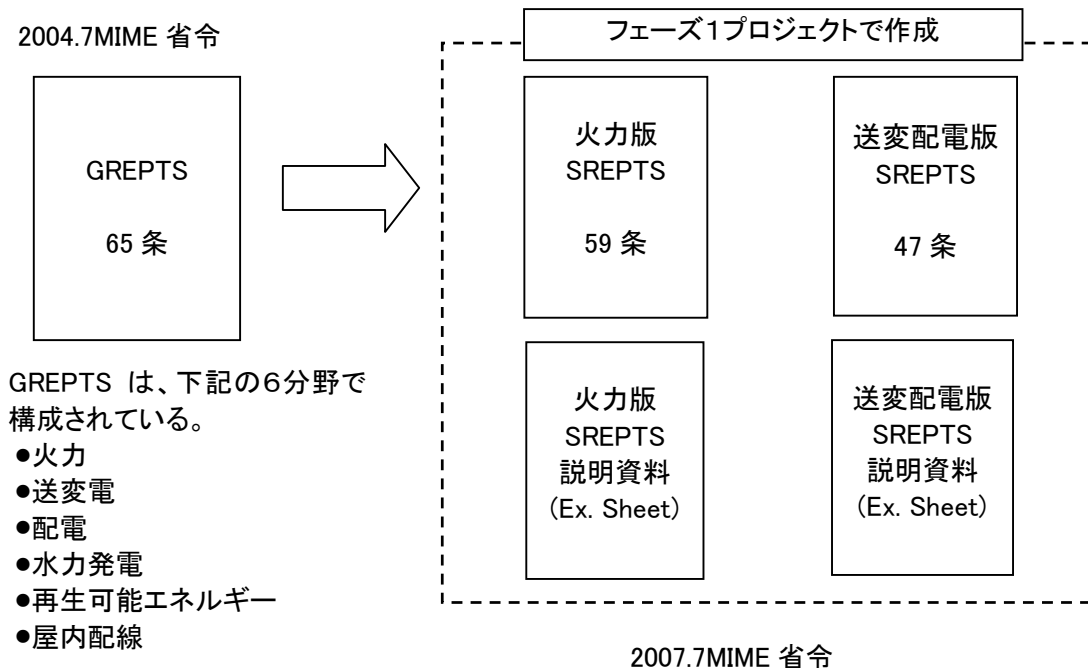 2004.7MIME 省令
GREPTS
65 条
GREPTS は、下記の６分野で
構成されている。
●火力
●送変電
●配電
●水力発電
●再生可能エネルギー
●屋内配線
フェーズ１プロジェクトで作成
火力版
SREPTS
59 条
送変配電版
SREPTS
47 条
火力版
SREPTS
説明資料
(Ex. Sheet)
送変配電版
SREPTS
説明資料
(Ex. Sheet)
2007.7MIME 省令